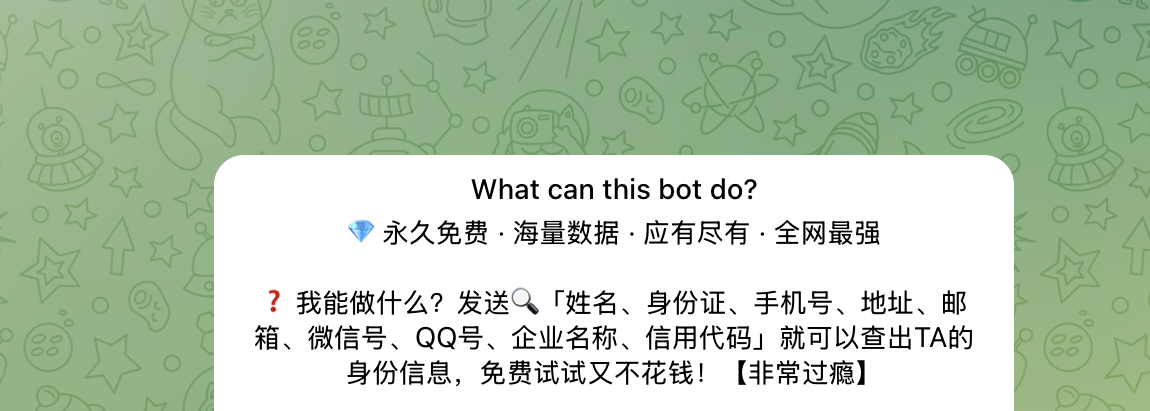 What can this bot do?
💎 永久免费 · 海量数据 · 应有尽有 · 全网最强
❓ 我能做什么？发送🔍「姓名、身份证、手机号、地址、邮
箱、微信号、QQ号、企业名称、信用代码」就可以查出TA的
身份信息，免费试试又不花钱！【非常过瘾】